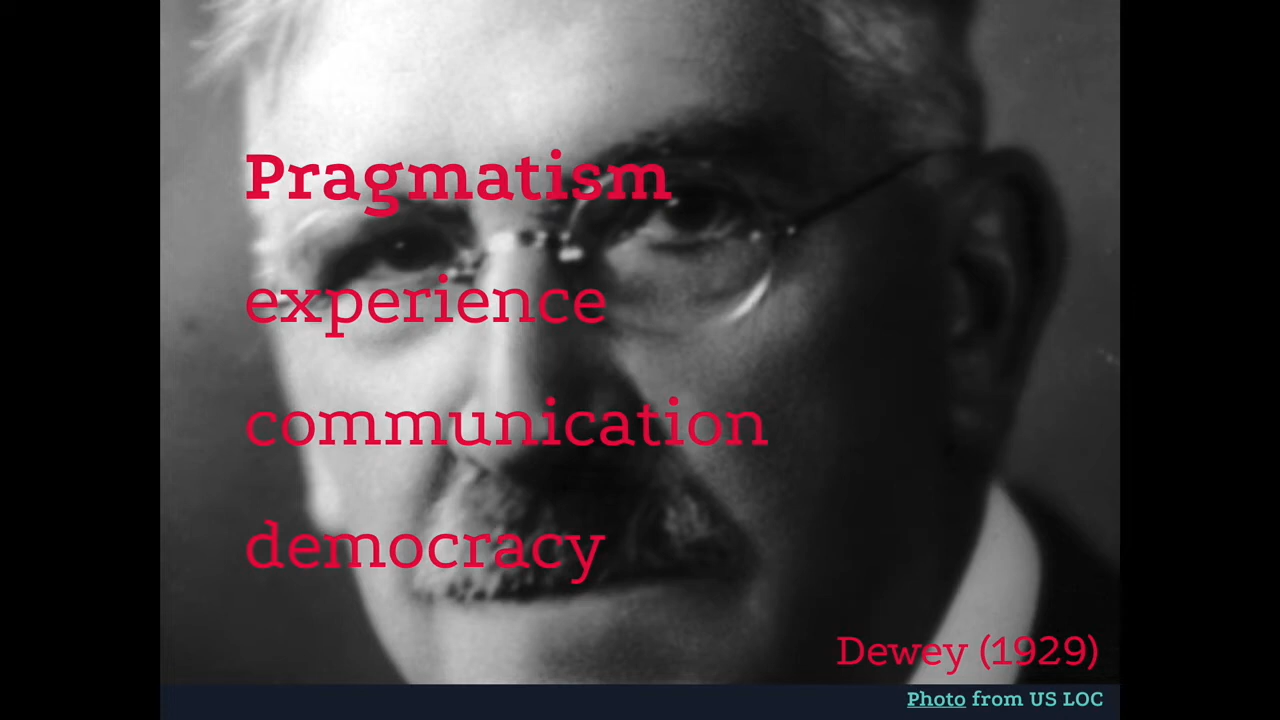 Pragmatism
experience
communication
democracy
Dewey (1929)
Photo from US LOC